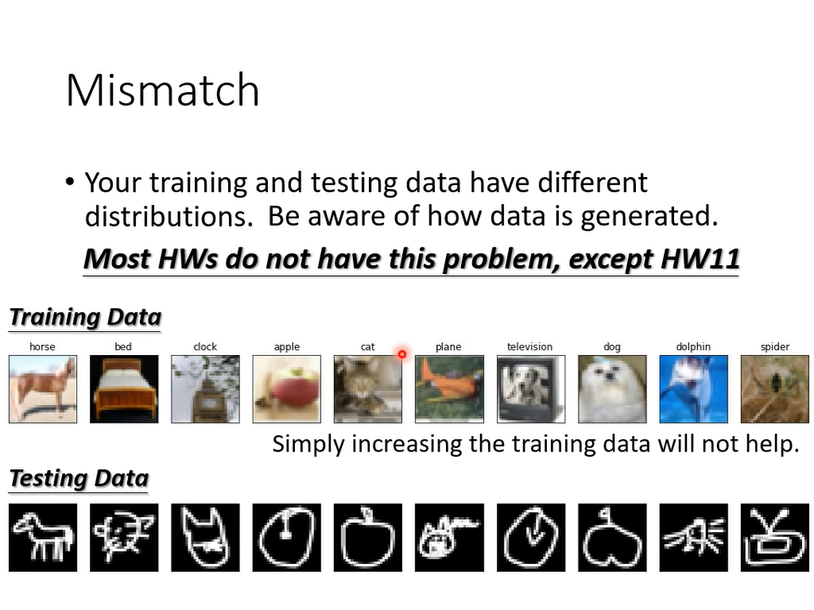 Mismatch
• Your training and testing data have different
distributions.  Be aware of how data is generated.
Most HWs do not have this problem, except HW11
Training Data
horse bed clock apple cat plane television dog dolphin spider
Simply increasing the training data will not help.
Testing Data